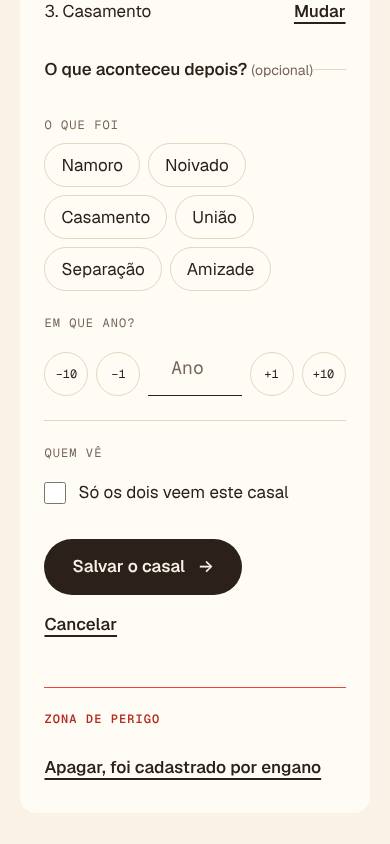 3. Casamento Mudar
O que aconteceu depois? (opcional)
O QUE FOI
Namoro Noivado
Casamento União
Separação Amizade
EM QUE ANO?
−10 −1 Ano +1 +10
QUEM VÊ
Só os dois veem este casal
Salvar o casal →
Cancelar
ZONA DE PERIGO
Apagar, foi cadastrado por engano